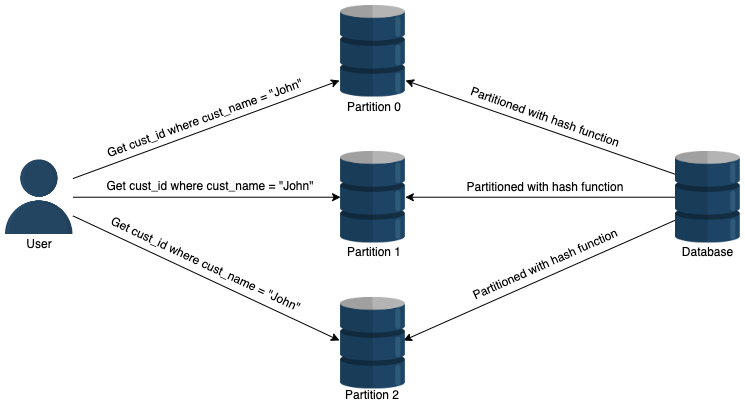 Partition 0
Get cust_id where cust_name = "John"
Partitioned with hash function
Get cust_id where cust_name = "John"
Partitioned with hash function
User
Partition 1
Database
Get cust_id where cust_name = "John"
Partitioned with hash function
Partition 2